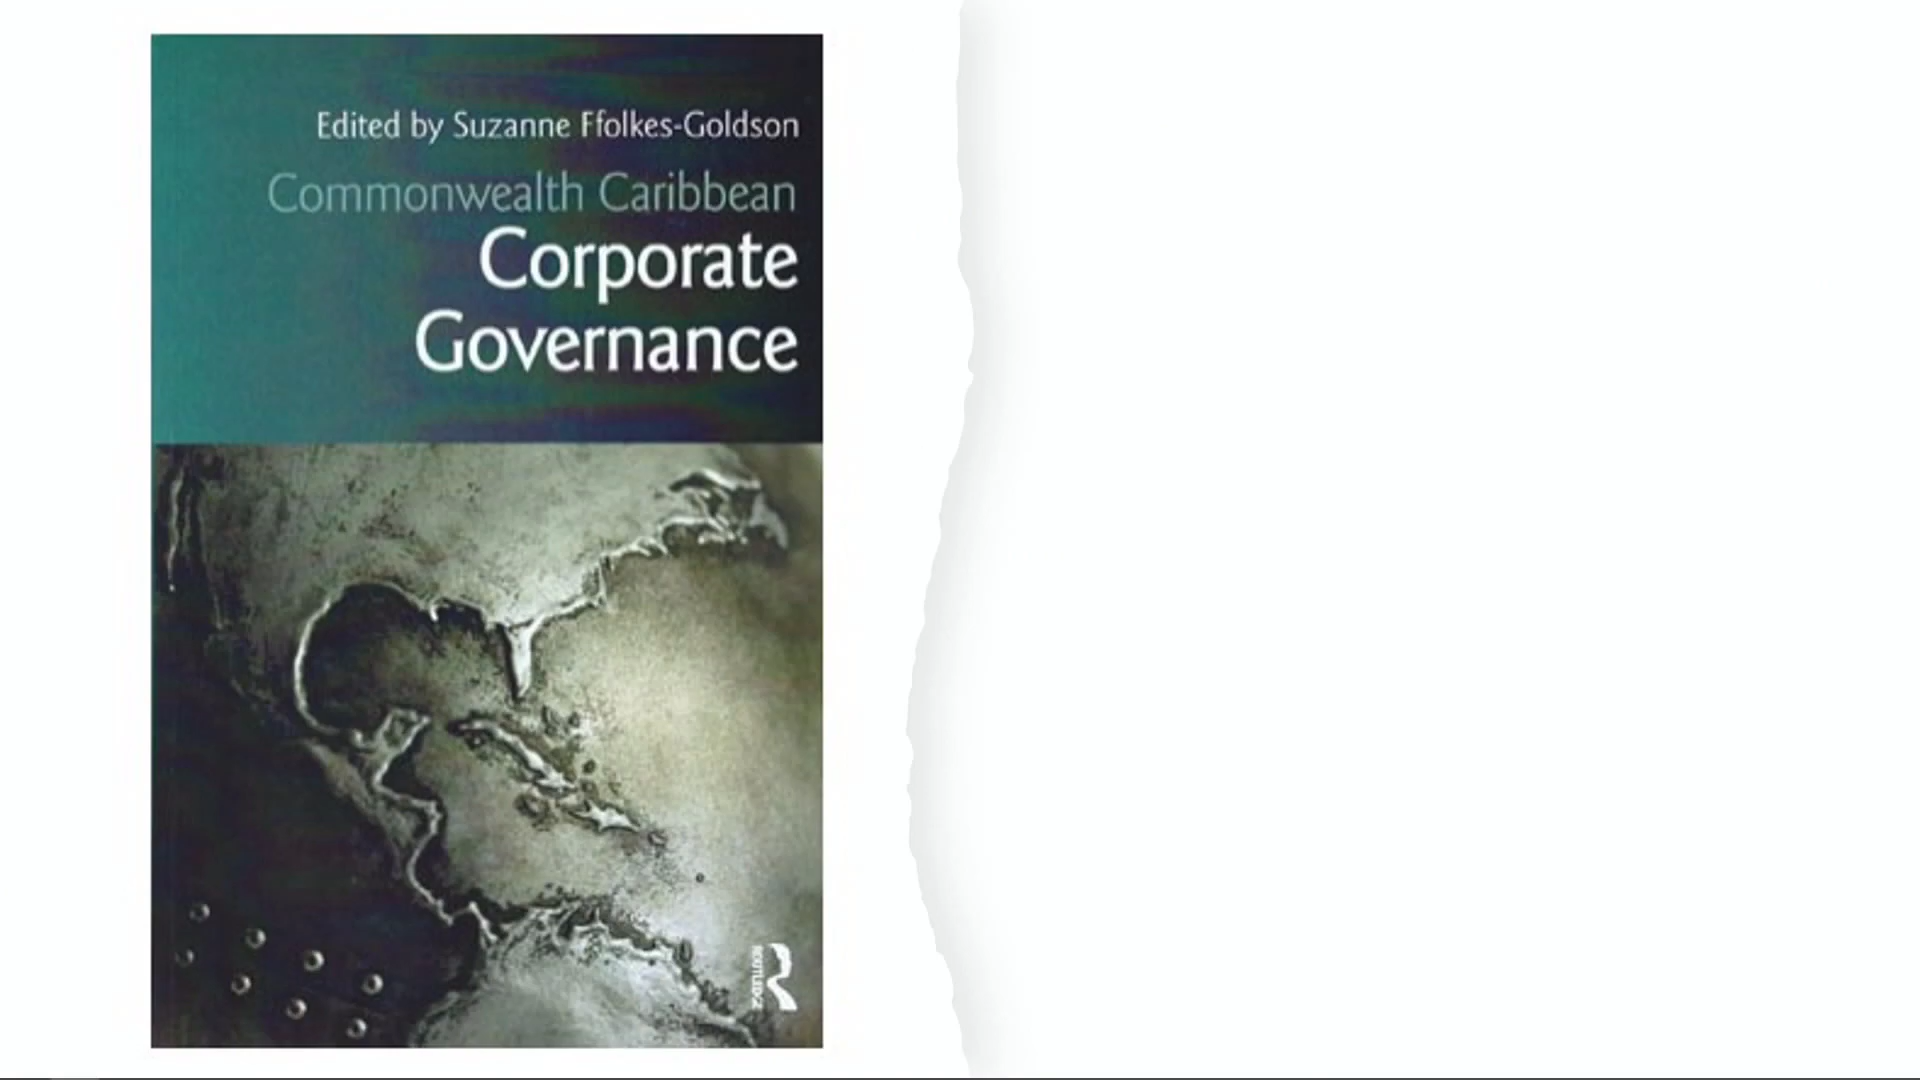 Edited by Suzanne Ffolkes-Goldson
Commonwealth Caribbean
Corporate
Governance
ROUTLEDGE